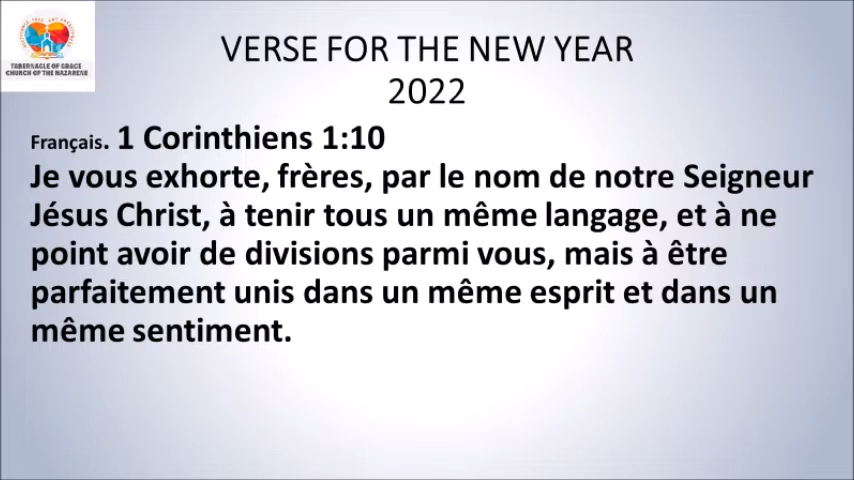 TABERNACLE OF GRACE
CHURCH OF THE NAZARENE
VERSE FOR THE NEW YEAR
2022
Français. 1 Corinthiens 1:10
Je vous exhorte, frères, par le nom de notre Seigneur
Jésus Christ, à tenir tous un même langage, et à ne
point avoir de divisions parmi vous, mais à être
parfaitement unis dans un même esprit et dans un
même sentiment.